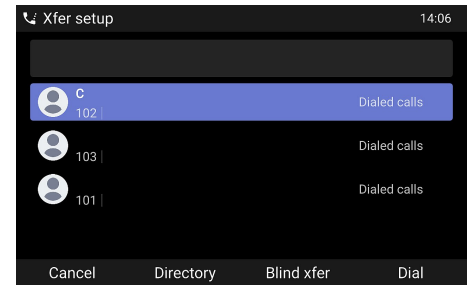 Xfer setup 14:06
C
102 Dialed calls
103 Dialed calls
101 Dialed calls
Cancel Directory Blind xfer Dial